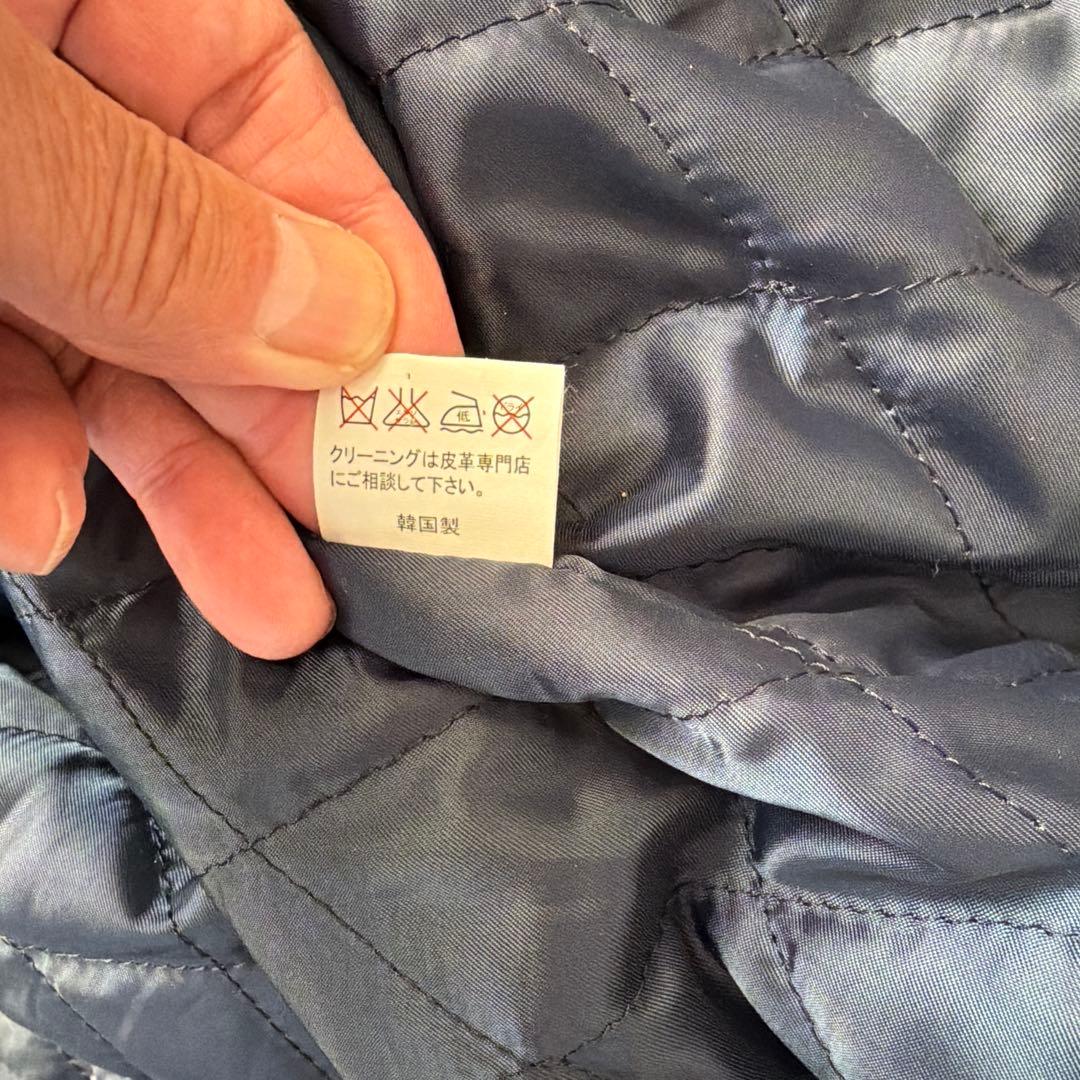 低
クリーニングは皮革専門店
にご相談して下さい。
韓国製